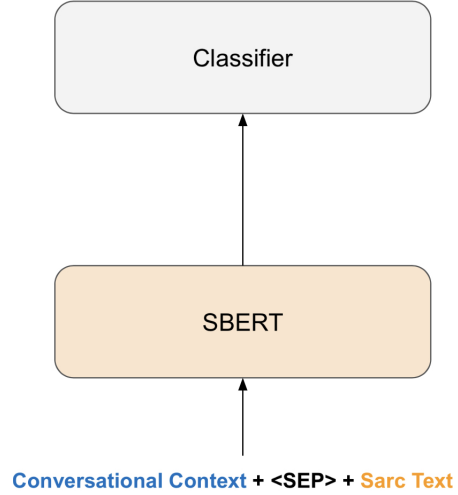 Classifier
SBERT
Conversational Context + <SEP> + Sarc Text